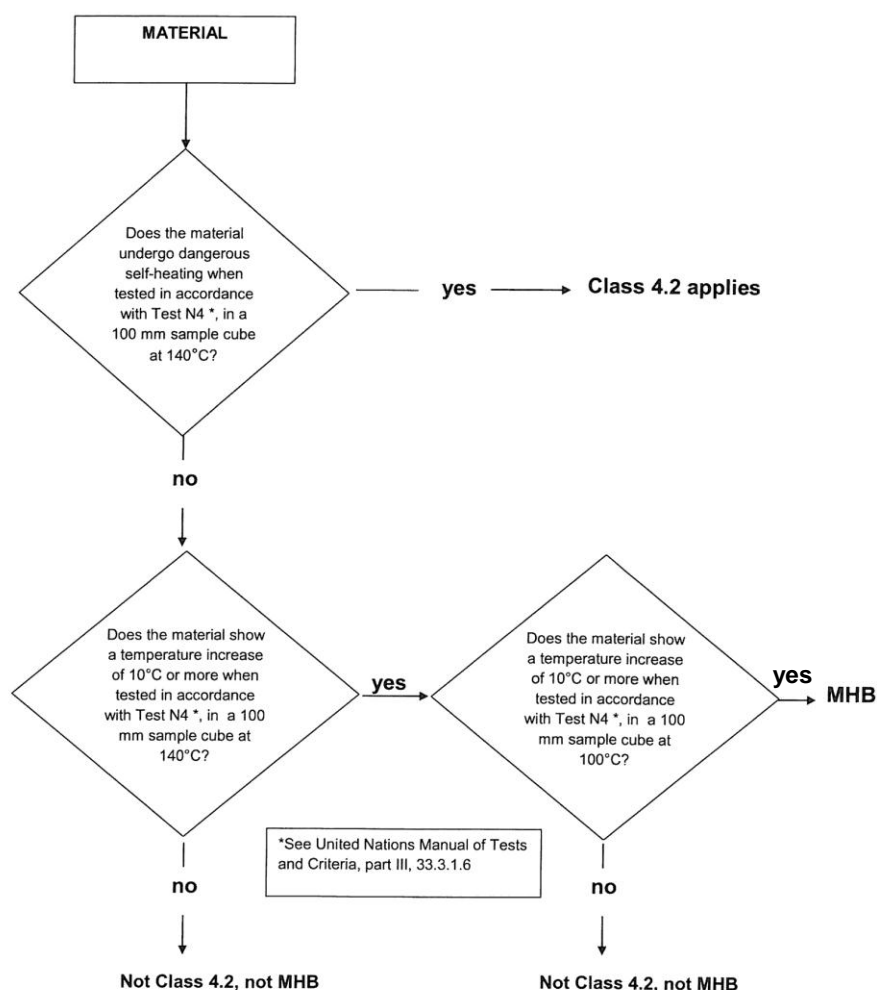 MATERIAL
Does the material
undergo dangerous
self-heating when
tested in accordance
with Test N4 *, in a
100 mm sample cube
at 140°C?
yes
Class 4.2 applies
no
Does the material show
a temperature increase
of 10°C or more when
tested in accordance
with Test N4 *, in a 100
mm sample cube at
140°C?
yes
Does the material show
a temperature increase
of 10°C or more when
tested in accordance
with Test N4 *, in a 100
mm sample cube at
100°C?
yes
MHB
*See United Nations Manual of Tests
and Criteria, part III, 33.3.1.6
no
no
Not Class 4.2, not MHB
Not Class 4.2, not MHB